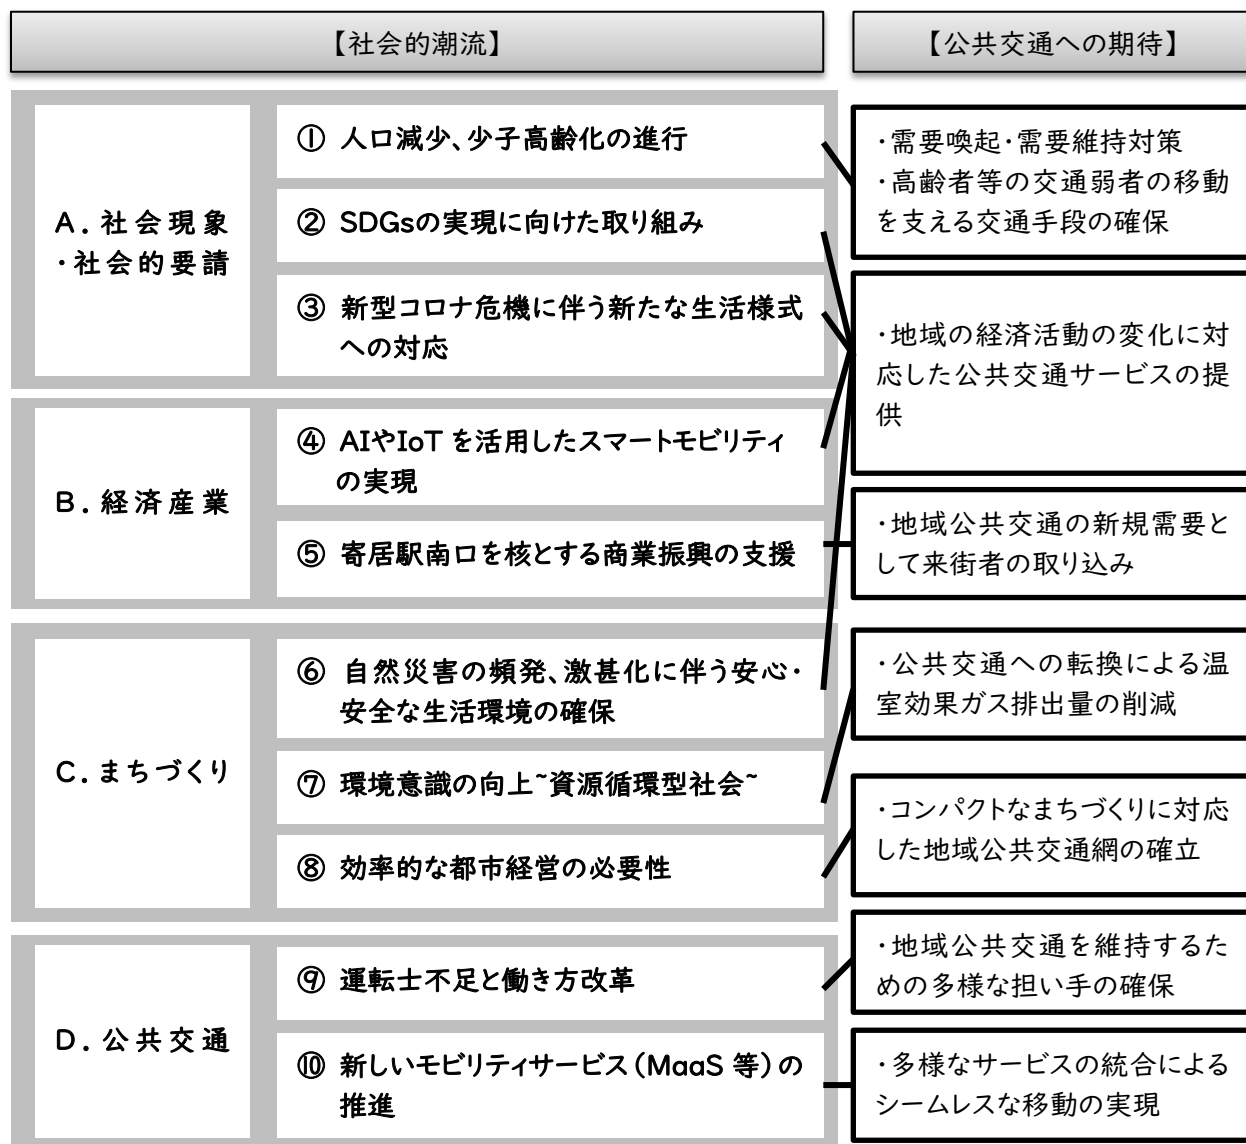 【社会的潮流】
【公共交通への期待】
A.社会現象
・社会的要請
① 人口減少、少子高齢化の進行
② SDGsの実現に向けた取り組み
③ 新型コロナ危機に伴う新たな生活様式
への対応
・需要喚起・需要維持対策
・高齢者等の交通弱者の移動
を支える交通手段の確保
・地域の経済活動の変化に対
応した公共交通サービスの提
供
B.経済産業
④ AIやIoT を活用したスマートモビリティ
の実現
⑤ 寄居駅南口を核とする商業振興の支援
・地域公共交通の新規需要と
して来街者の取り込み
C.まちづくり
⑥ 自然災害の頻発、激甚化に伴う安心・
安全な生活環境の確保
⑦ 環境意識の向上~資源循環型社会~
⑧ 効率的な都市経営の必要性
・公共交通への転換による温
室効果ガス排出量の削減
・コンパクトなまちづくりに対応
した地域公共交通網の確立
D.公共交通
⑨ 運転士不足と働き方改革
⑩ 新しいモビリティサービス(MaaS 等)の
推進
・地域公共交通を維持するた
めの多様な担い手の確保
・多様なサービスの統合による
シームレスな移動の実現